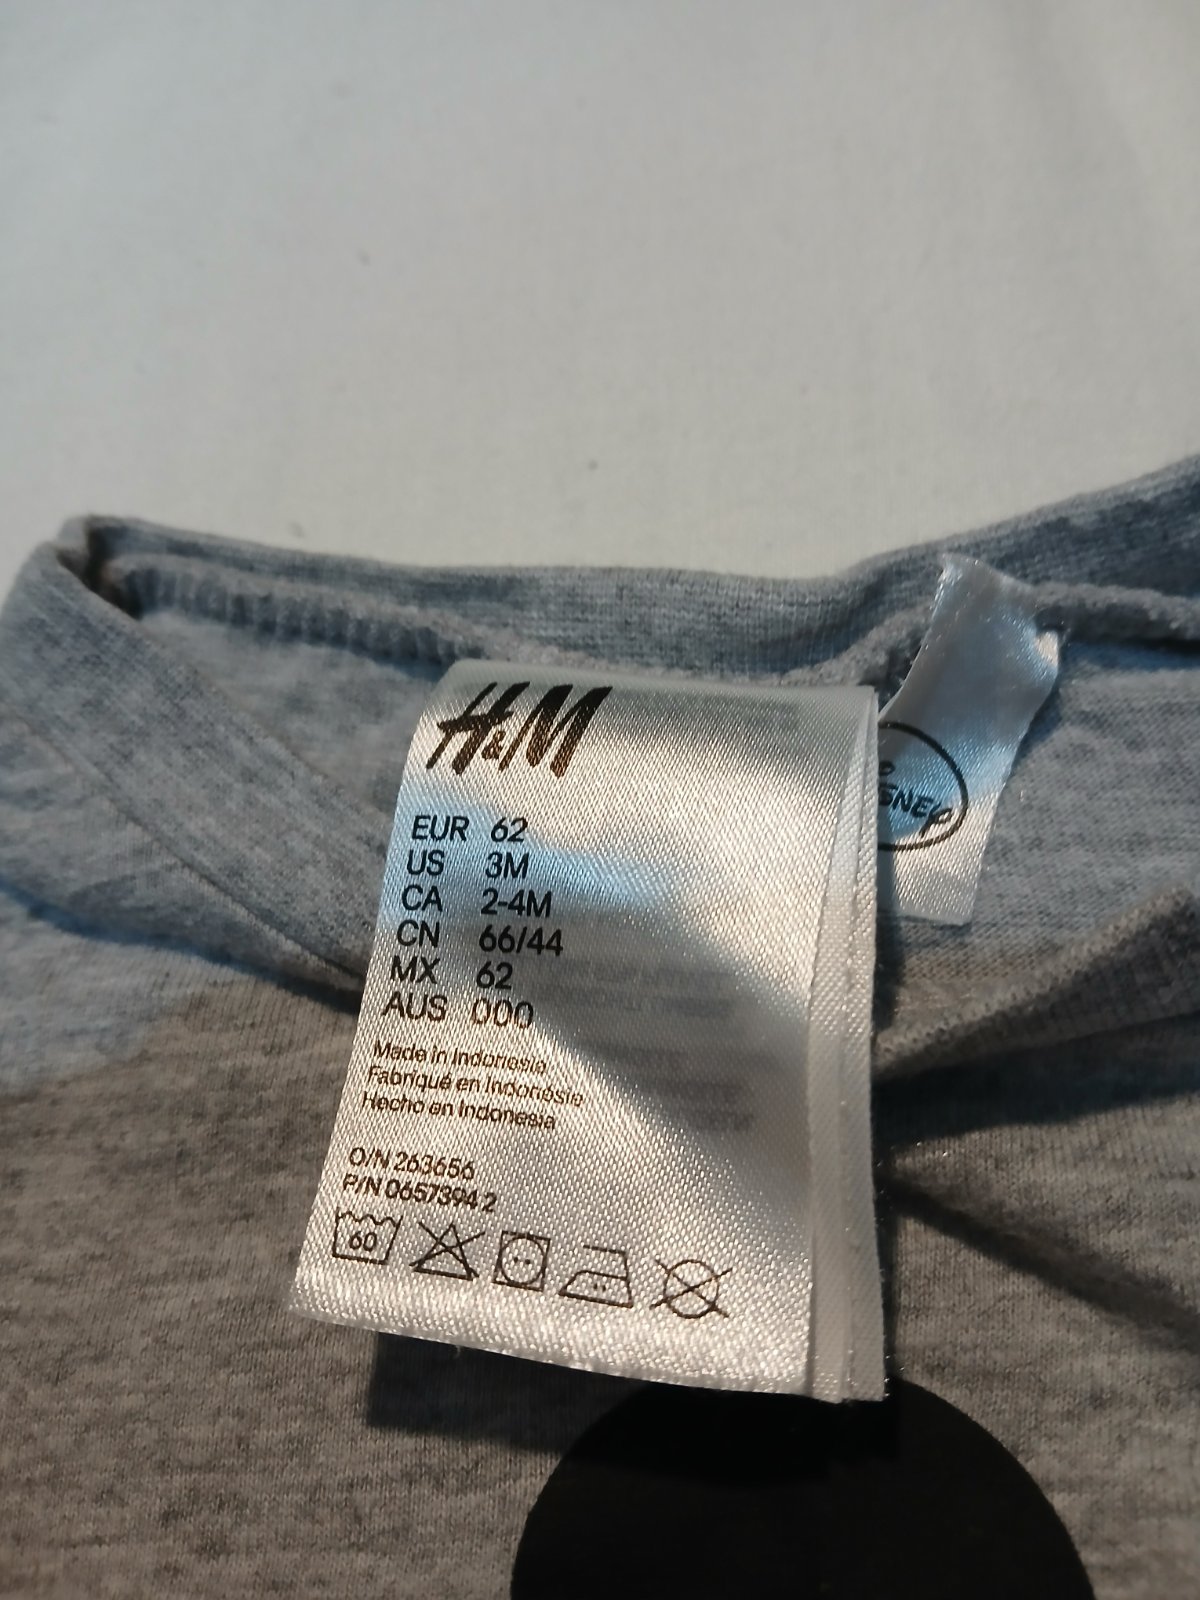 H&M
EUR 62
US 3M
CA 2-4M
CN 66/44
MX 62
AUS 000
Made in Indonesia
Fabriqué en Indonésie
Hecho en Indonesia
O/N 263656
P/N 0657394 2
60